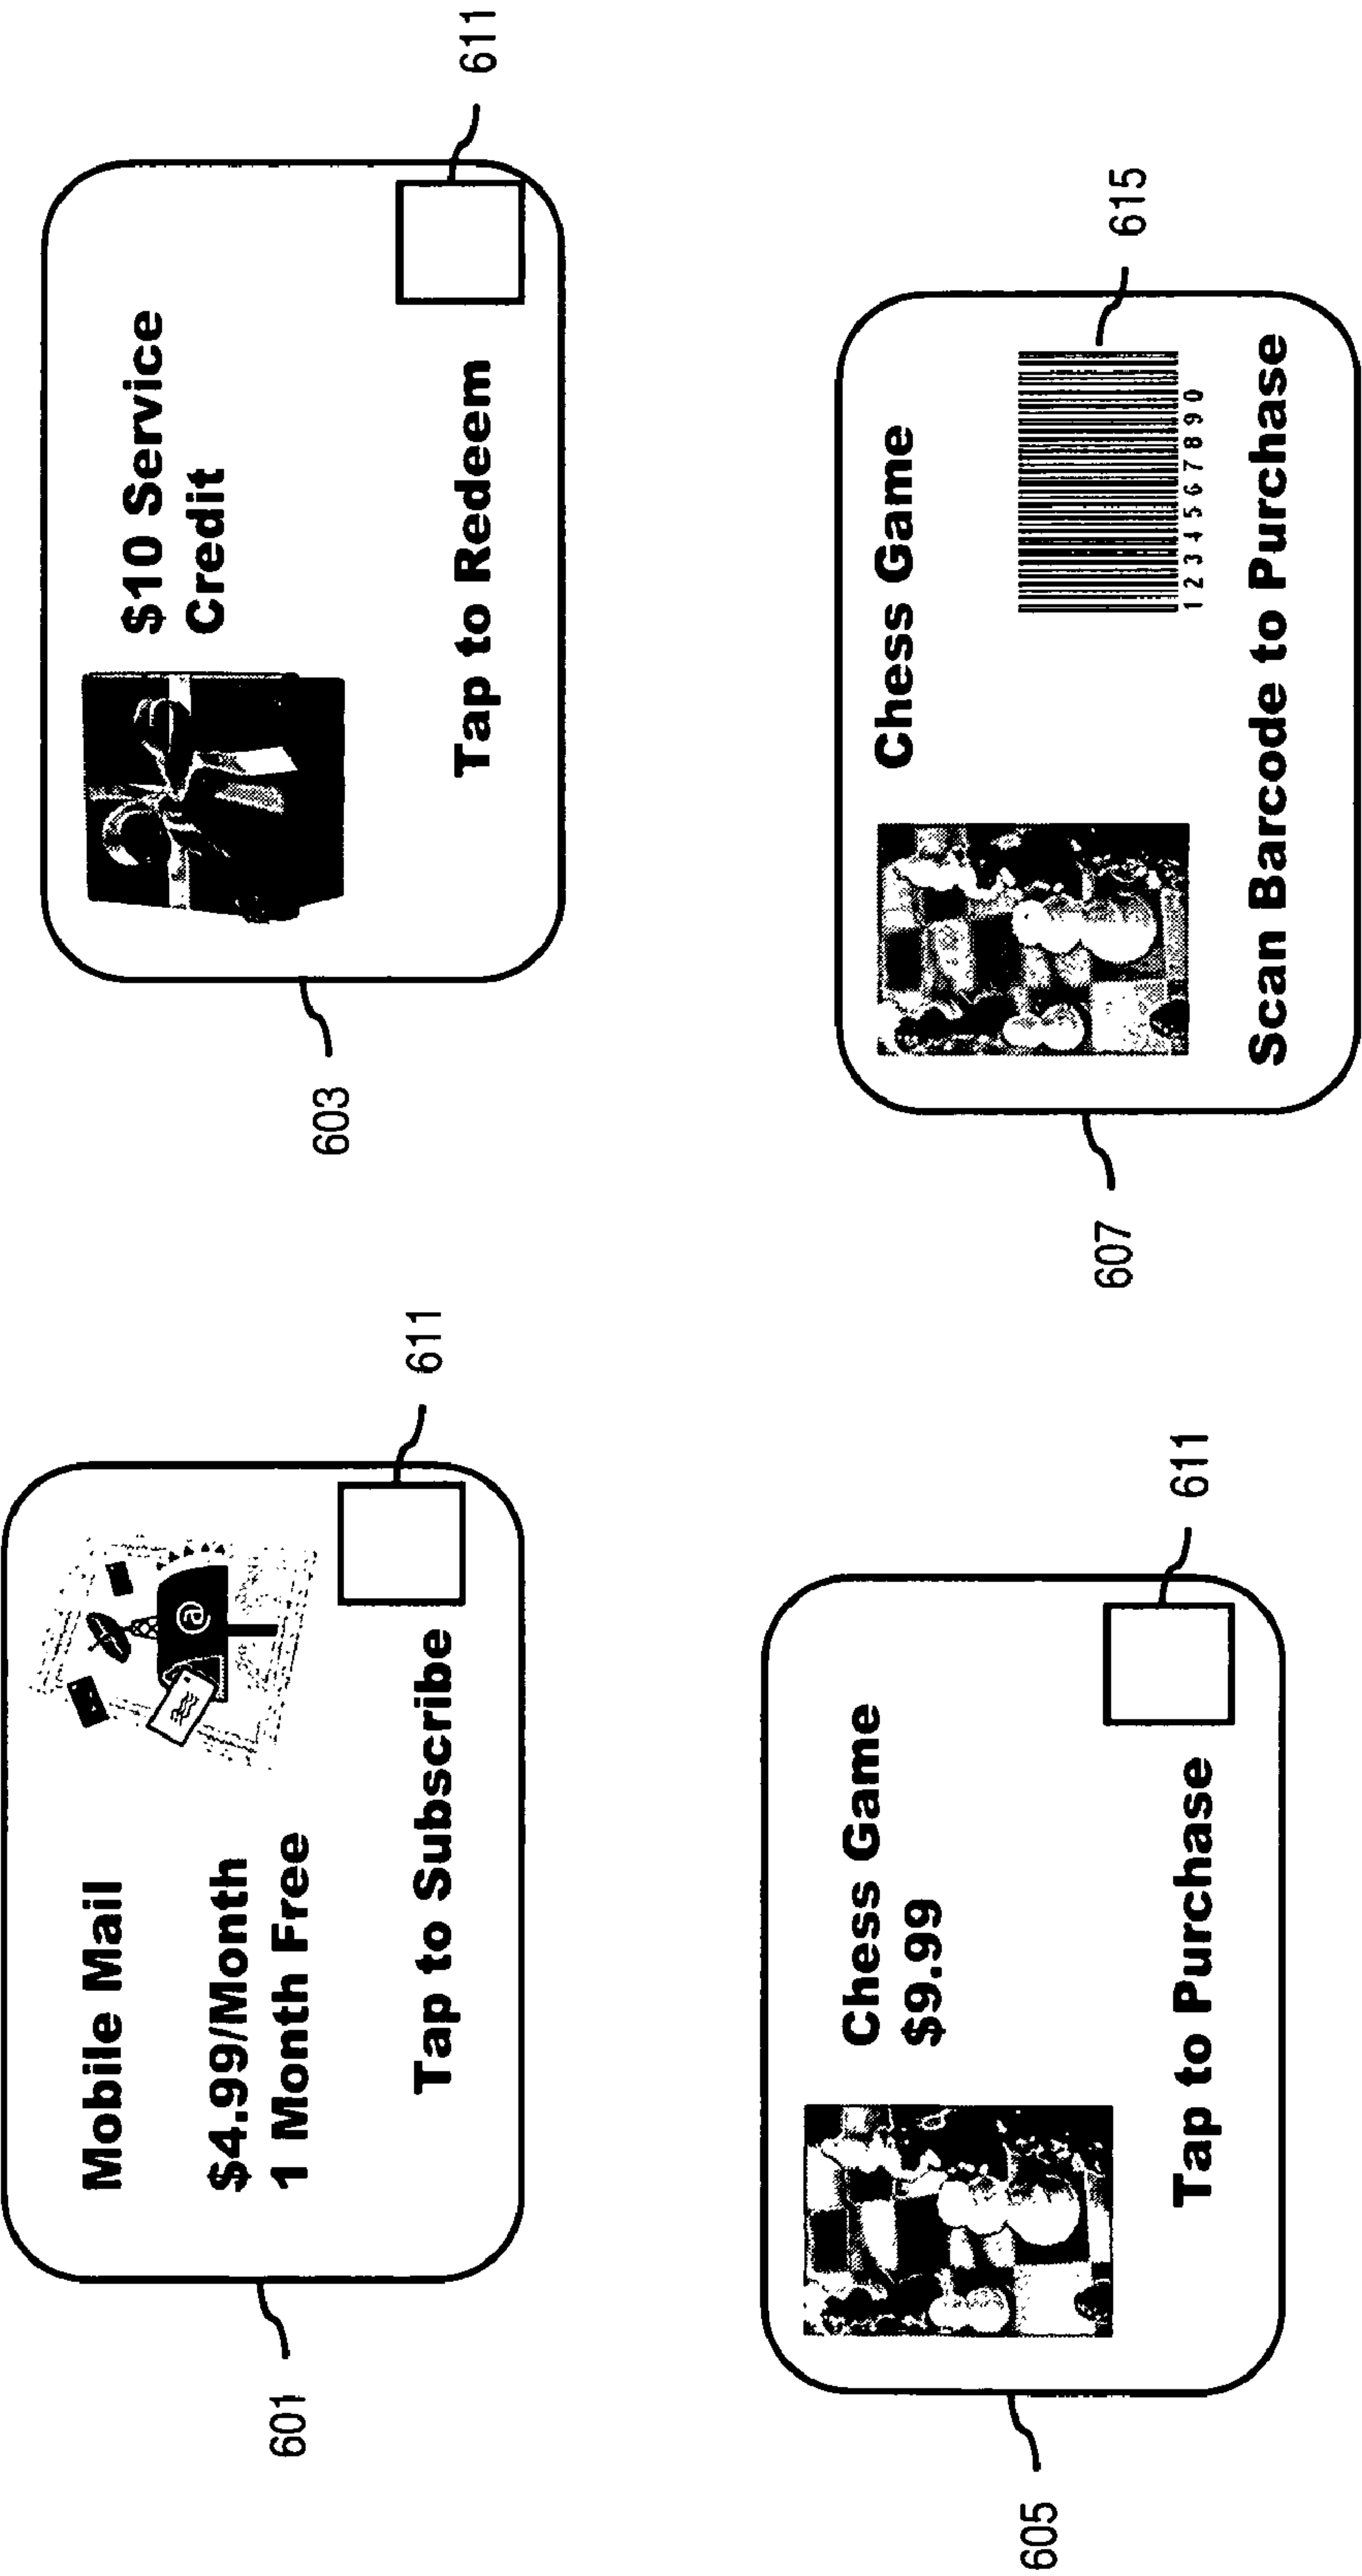 Mobile Mail
$4.99/Month
1 Month Free
@
Tap to Subscribe
601
611
$10 Service
Credit
Tap to Redeem
603
611
Chess Game
$9.99
Tap to Purchase
605
611
Chess Game
1 2 3 4 5 6 7 8 9 0
Scan Barcode to Purchase
607
615